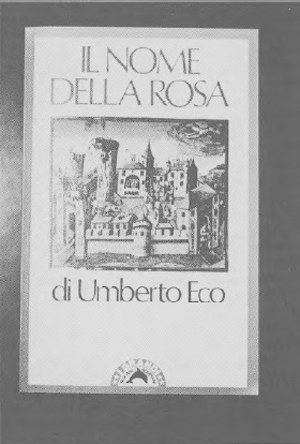 IL NOME
DELLA ROSA
di Umberto Eco